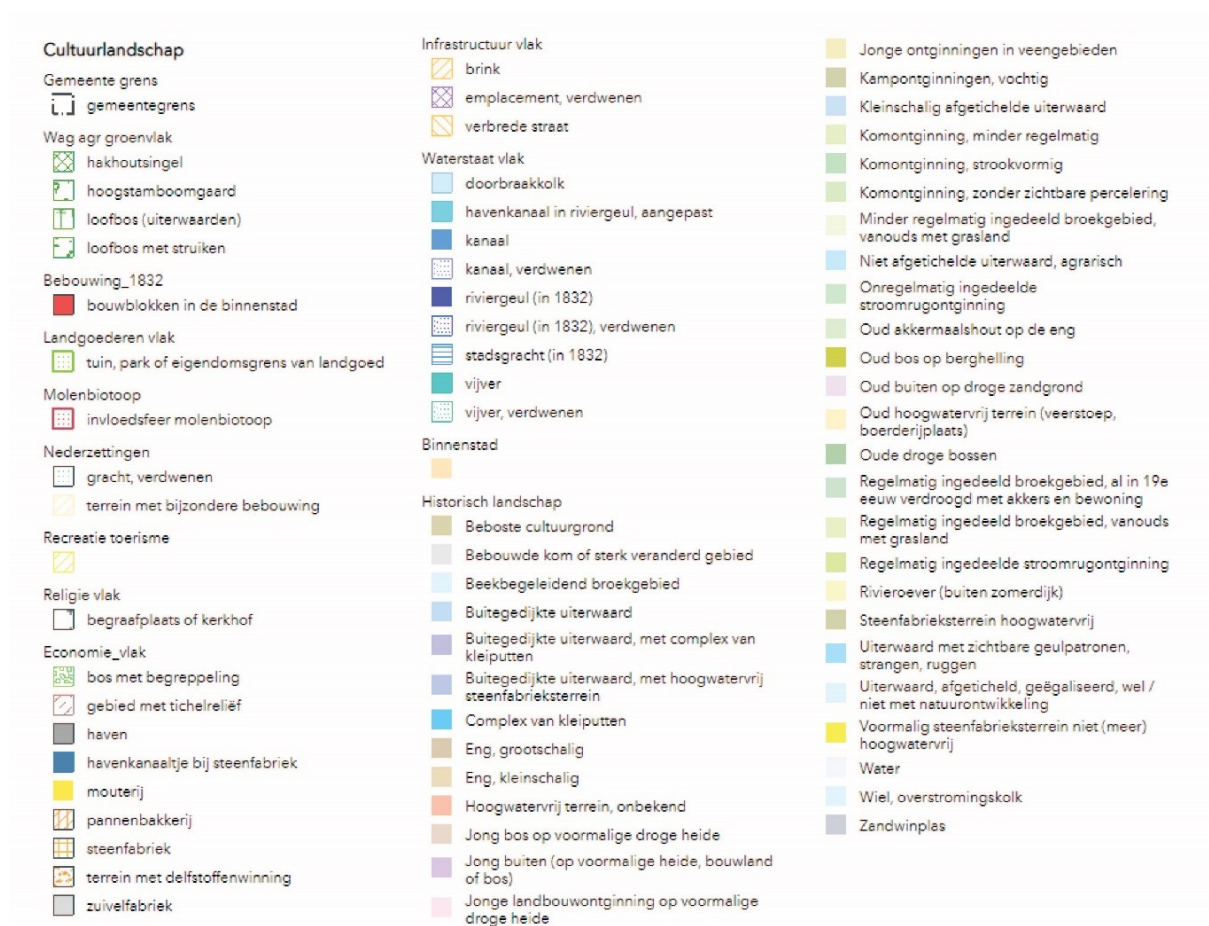 Cultuurlandschap
Gemeente grens
gemeentegrens
Wag agr groenvlak
hakhoutsingel
hoogstamboomgaard
loofbos (uiterwaarden)
loofbos met struiken
Bebouwing_1832
bouwblokken in de binnenstad
Landgoederen vlak
tuin, park of eigendomsgrens van landgoed
Molenbiotoop
invloedsfeer molenbiotoop
Nederzettingen
gracht, verdwenen
terrein met bijzondere bebouwing
Recreatie toerisme
Religie vlak
begraafplaats of kerkhof
Economie_vlak
bos met begreppeling
gebied met tichelreliëf
haven
havenkanaaltje bij steenfabriek
mouterij
pannenbakkerij
steenfabriek
terrein met delfstoffenwinning
zuivelfabriek
Infrastructuur vlak
brink
emplacement, verdwenen
verbrede straat
Waterstaat vlak
doorbraakkolk
havenkanaal in riviergeul, aangepast
kanaal
kanaal, verdwenen
riviergeul (in 1832)
riviergeul (in 1832), verdwenen
stadsgracht (in 1832)
vijver
vijver, verdwenen
Binnenstad
Historisch landschap
Beboste cultuurgrond
Bebouwde kom of sterk veranderd gebied
Beekbegeleidend broekgebied
Buitegedijkte uiterwaard
Buitegedijkte uiterwaard, met complex van
kleiputten
Buitegedijkte uiterwaard, met hoogwatervrij
steenfabrieksterrein
Complex van kleiputten
Eng, grootschalig
Eng, kleinschalig
Hoogwatervrij terrein, onbekend
Jong bos op voormalige droge heide
Jong buiten (op voormalige heide, bouwland
of bos)
Jonge landbouwontginning op voormalige
droge heide
Jonge ontginningen in veengebieden
Kampontginningen, vochtig
Kleinschalig afgetichelde uiterwaard
Komontginning, minder regelmatig
Komontginning, strookvormig
Komontginning, zonder zichtbare percelering
Minder regelmatig ingedeeld broekgebied,
vanouds met grasland
Niet afgetichelde uiterwaard, agrarisch
Onregelmatig ingedeelde
stroomrugontginning
Oud akkermaalshout op de eng
Oud bos op berghelling
Oud buiten op droge zandgrond
Oud hoogwatervrij terrein (veerstoep,
boerderijplaats)
Oude droge bossen
Regelmatig ingedeeld broekgebied, al in 19e
eeuw verdroogd met akkers en bewoning
Regelmatig ingedeeld broekgebied, vanouds
met grasland
Regelmatig ingedeelde stroomrugontginning
Rivieroever (buiten zomerdijk)
Steenfabrieksterrein hoogwatervrij
Uiterwaard met zichtbare geulpatronen,
strangen, ruggen
Uiterwaard, afgeticheld, geëgaliseerd, wel /
niet met natuurontwikkeling
Voormalig steenfabrieksterrein niet (meer)
hoogwatervrij
Water
Wiel, overstromingskolk
Zandwinplas